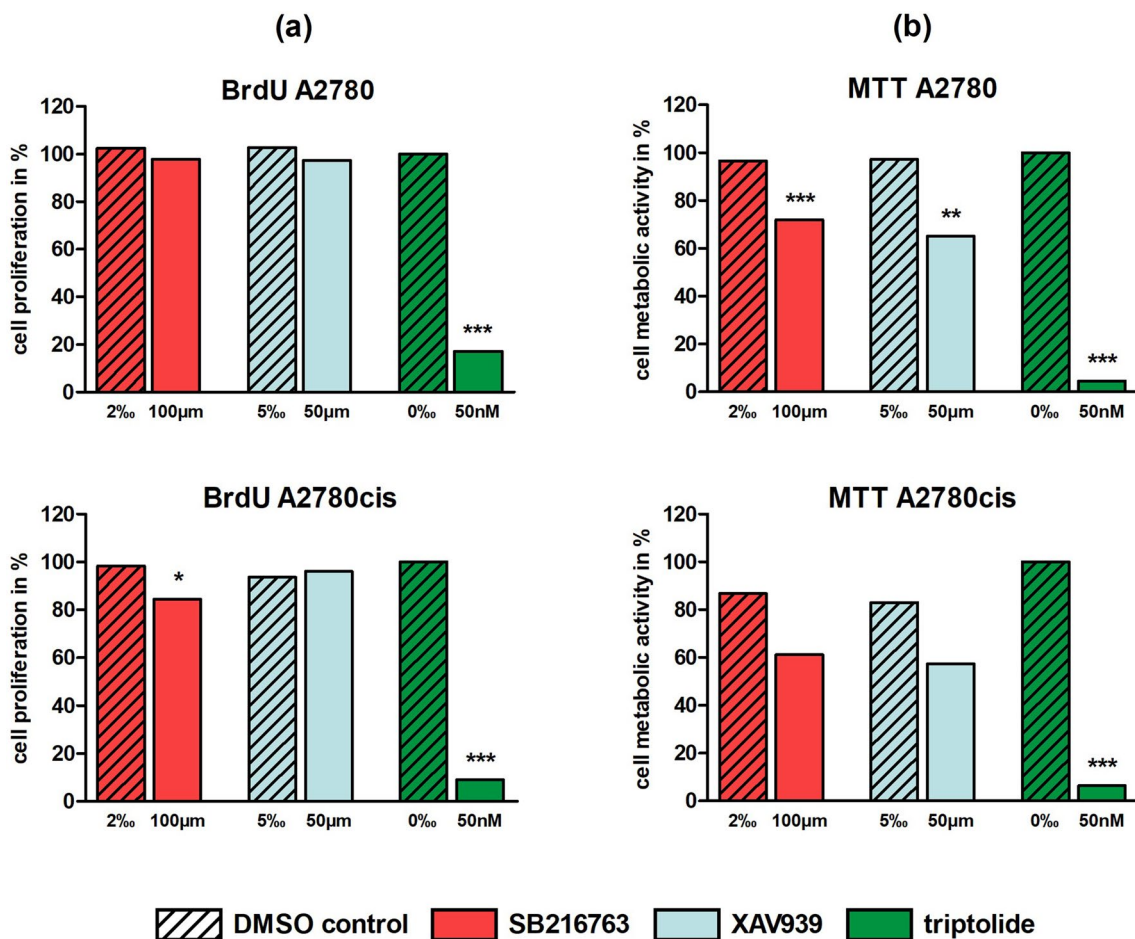 (a)
(b)
BrdU A2780
cell proliferation in %
120
100
80
60
40
20
0
***
2‰ 100µm 5‰ 50µm 0‰ 50nM
MTT A2780
cell metabolic activity in %
120
100
80
60
40
20
0
***
**
***
2‰ 100µm 5‰ 50µm 0‰ 50nM
BrdU A2780cis
cell proliferation in %
120
100
80
60
40
20
0
*
***
2‰ 100µm 5‰ 50µm 0‰ 50nM
MTT A2780cis
cell metabolic activity in %
120
100
80
60
40
20
0
***
2‰ 100µm 5‰ 50µm 0‰ 50nM
DMSO control SB216763 XAV939 triptolide